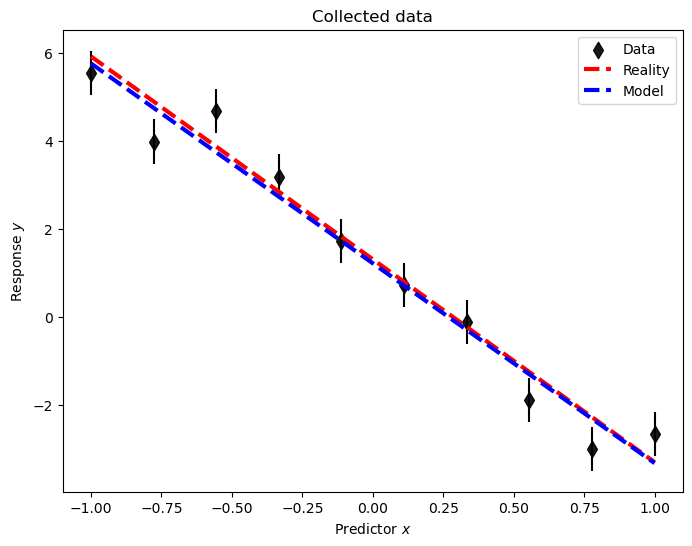 Collected data
Data
Reality
Model
6
4
2
0
−2
Response y
−1.00 −0.75 −0.50 −0.25 0.00 0.25 0.50 0.75 1.00
Predictor x